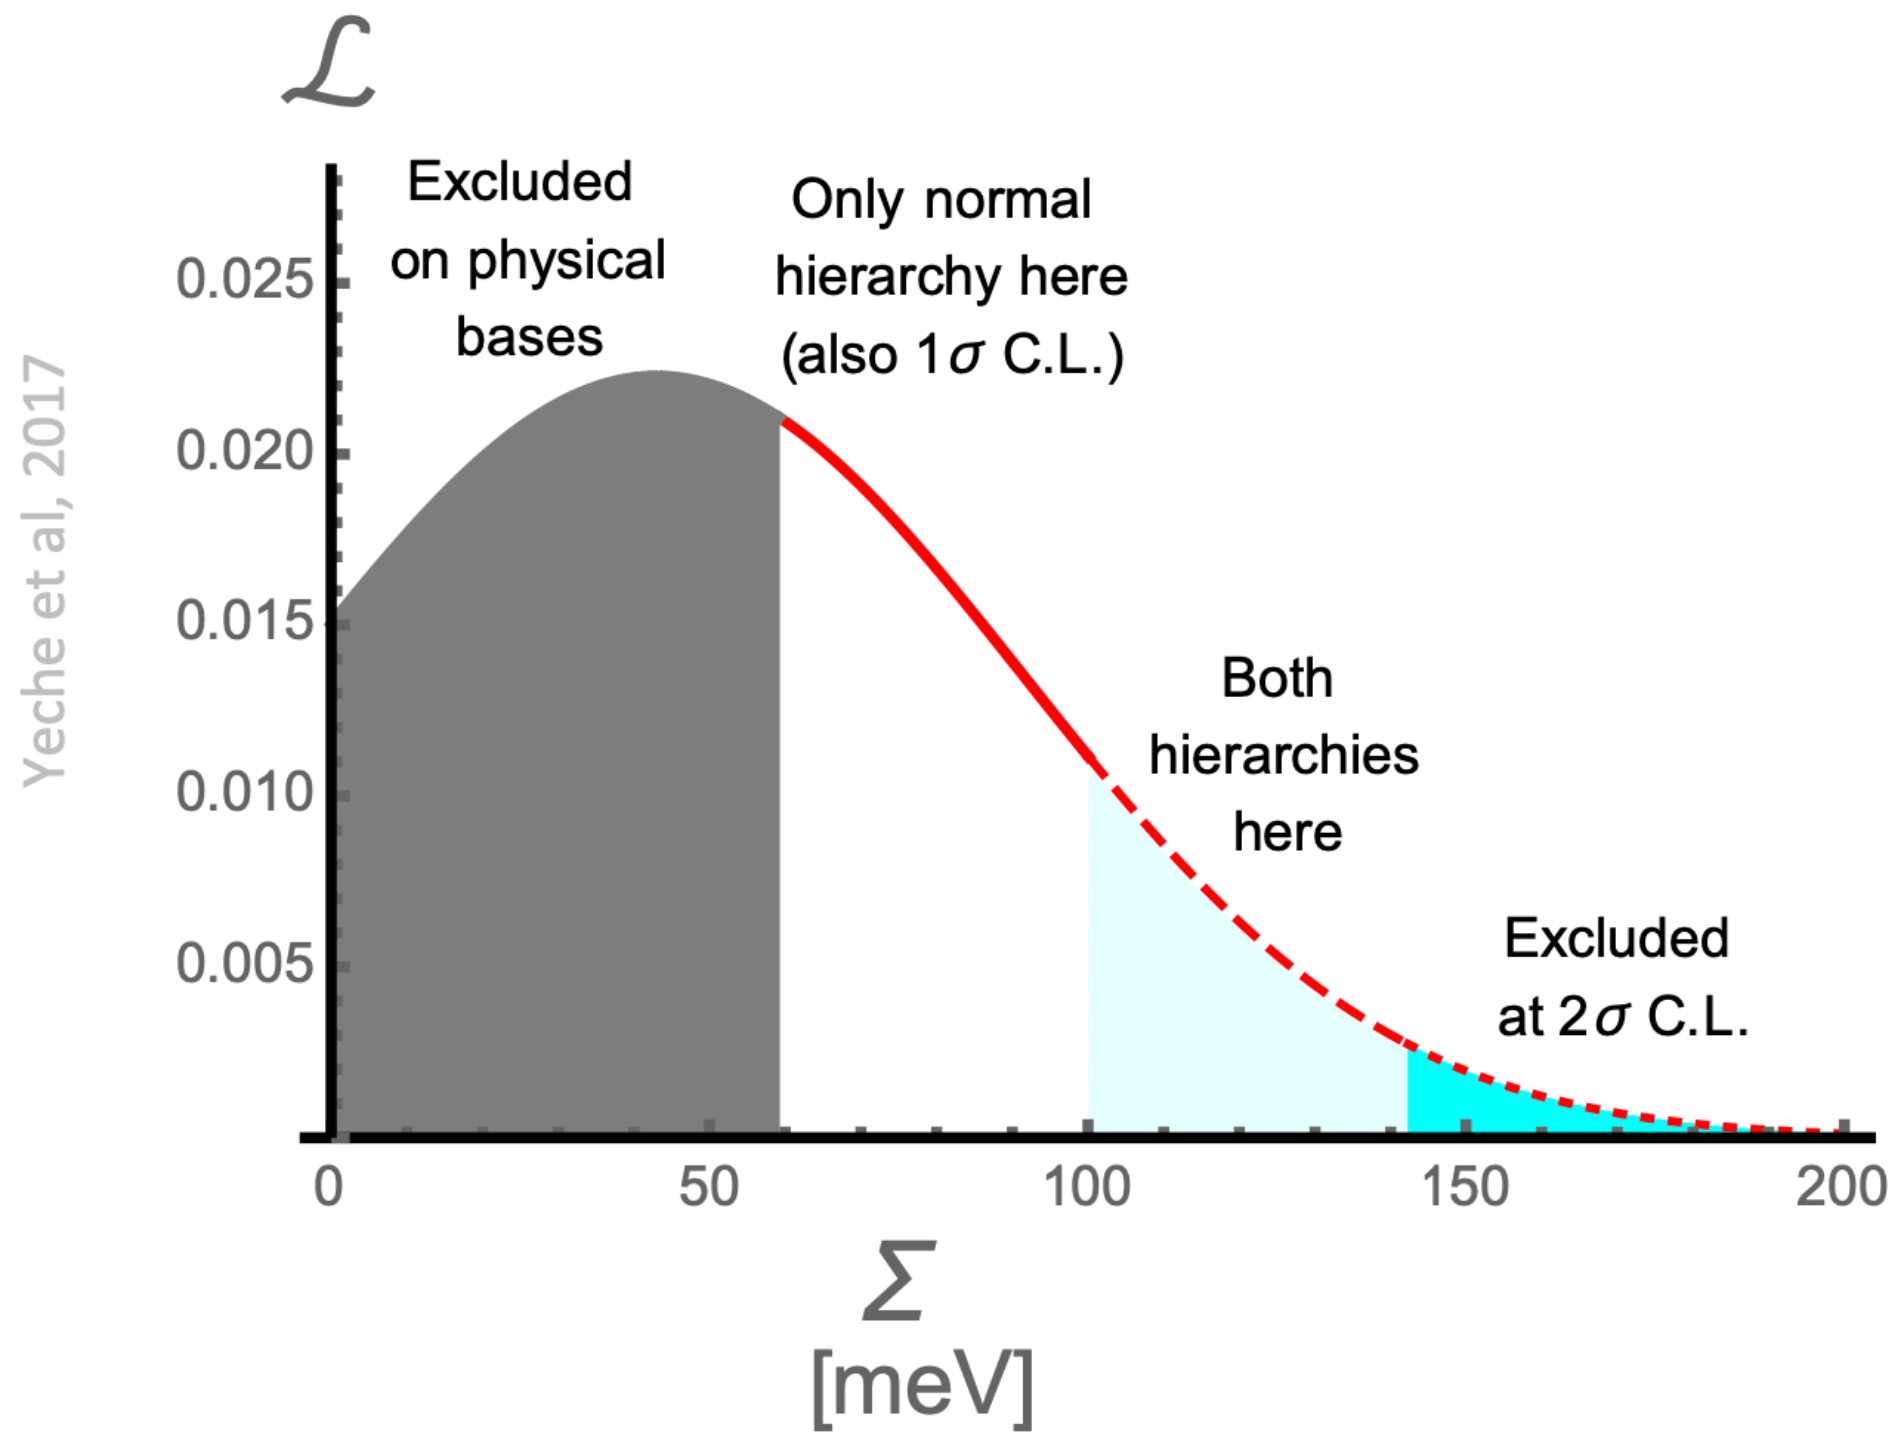 ℒ
Excluded
on physical
bases
Only normal
hierarchy here
(also 1σ C.L.)
Both
hierarchies
here
Excluded
at 2σ C.L.
0.025
0.020
0.015
0.010
0.005
0 50 100 150 200
Σ
[meV]
Yeche et al, 2017